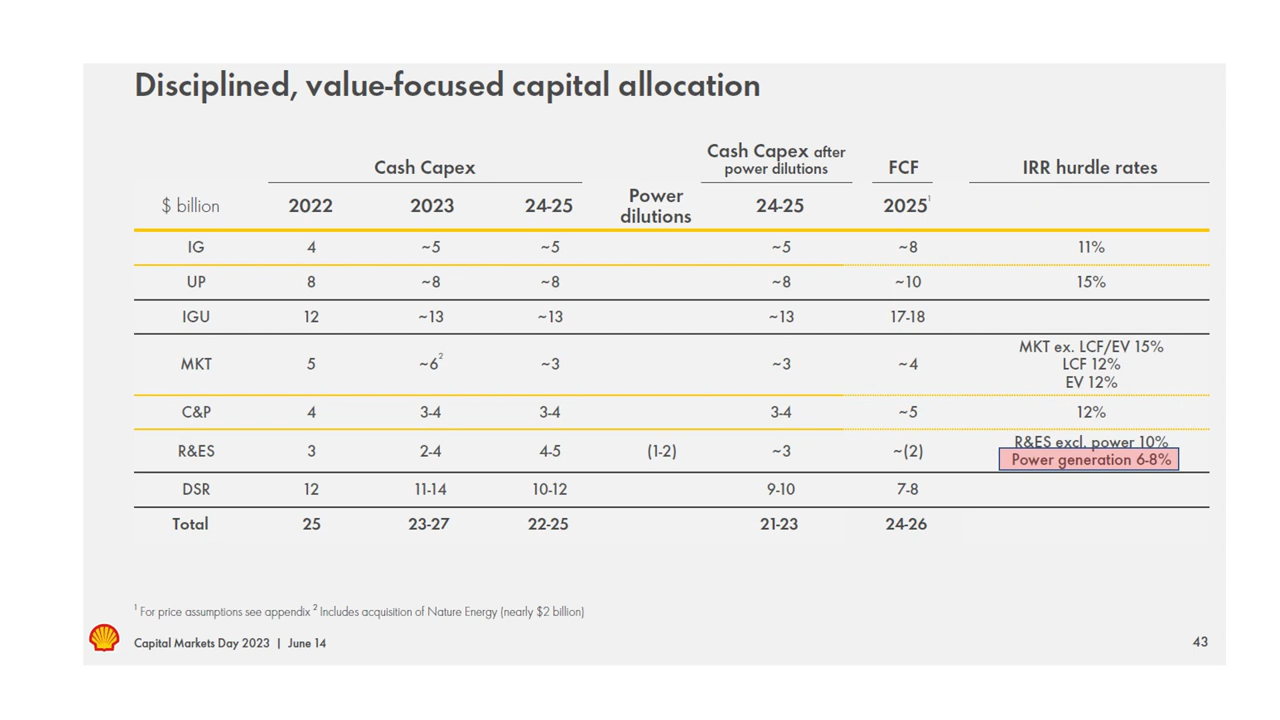 Disciplined, value-focused capital allocation
Cash Capex
Cash Capex after
power dilutions
FCF
IRR hurdle rates
$ billion
2022
2023
24-25
Power
dilutions
24-25
2025¹
IG 4 ~5 ~5 ~5 ~8 11%
UP 8 ~8 ~8 ~8 ~10 15%
IGU 12 ~13 ~13 ~13 17-18
MKT 5 ~6² ~3 ~3 ~4 MKT ex. LCF/EV 15%
LCF 12%
EV 12%
C&P 4 3-4 3-4 3-4 ~5 12%
R&ES 3 2-4 4-5 (1-2) ~3 ~(2) R&ES excl. power 10%
Power generation 6-8%
DSR 12 11-14 10-12 9-10 7-8
Total 25 23-27 22-25 21-23 24-26
¹ For price assumptions see appendix ² Includes acquisition of Nature Energy (nearly $2 billion)
Capital Markets Day 2023 | June 14
43